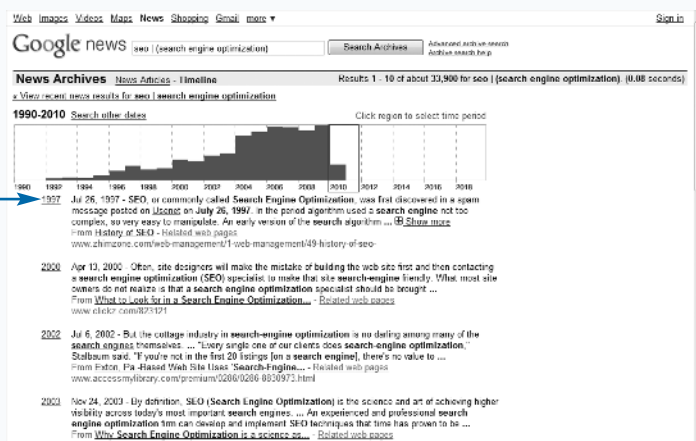 Web Images Videos Maps News Shopping Gmail more ▼ Sign in
Google news seo | (search engine optimization) Search Archives Advanced archive search
Archive search help
News Archives News Articles - Timeline Results 1 - 10 of about 33,900 for seo | (search engine optimization). (0.08 seconds)
« View recent news results for seo | search engine optimization
1990-2010 Search other dates Click region to select time period
1990 1992 1994 1996 1998 2000 2002 2004 2006 2008 2010 2012 2014 2016 2018
1997 Jul 26, 1997 - SEO, or commonly called Search Engine Optimization, was first discovered in a spam
message posted on Usenet on July 26, 1997. In the period algorithm used a search engine not too
complex, so very easy to manipulate. An early version of the search algorithm ... Show more
From History of SEO - Related web pages
www.zhimzone.com/web-management/1-web-management/49-history-of-seo-
2000 Apr 13, 2000 - Often, site designers will make the mistake of building the web site first and then contacting
a search engine optimization (SEO) specialist to make that site search-engine friendly. What most site
owners do not realize is that a search engine optimization specialist should be brought ...
From What to Look for in a Search Engine Optimization... - Related web pages
www.clickz.com/823121
2002 Jul 6, 2002 - But the cottage industry in search-engine optimization is no darling among many of the
search engines themselves. ... "Every single one of our clients does search-engine optimization,"
Stalbaum said. "If you're not in the first 20 listings [on a search engine], there's no value to ...
From Exton, Pa.-Based Web Site Uses 'Search-Engine... - Related web pages
www.accessmylibrary.com/premium/0286/0286-8830973.html
2003 Nov 24, 2003 - By definition, SEO (Search Engine Optimization) is the science and art of achieving higher
visibility across today's most important search engines. ... An experienced and professional search
engine optimization firm can develop and implement SEO techniques that time has proven to be ...
From Why Search Engine Optimization is a science as... - Related web pages